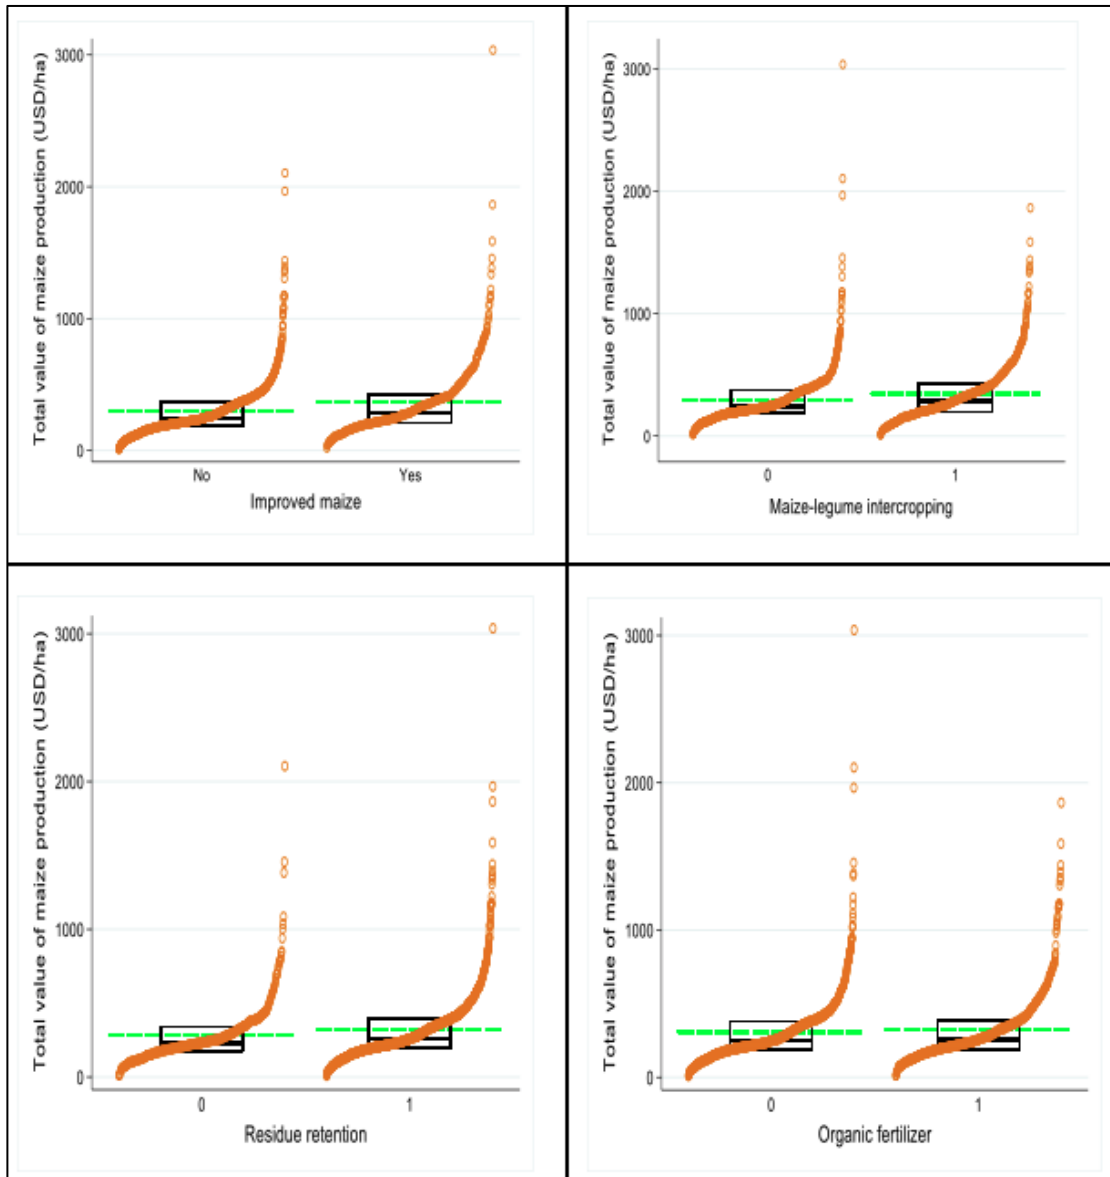 Total value of maize production (USD/ha)
3000
2000
1000
0
No
Yes
Improved maize
Total value of maize production (USD/ha)
3000
2000
1000
0
0
1
Maize-legume intercropping
Total value of maize production (USD/ha)
3000
2000
1000
0
0
1
Residue retention
Total value of maize production (USD/ha)
3000
2000
1000
0
0
1
Organic fertilizer